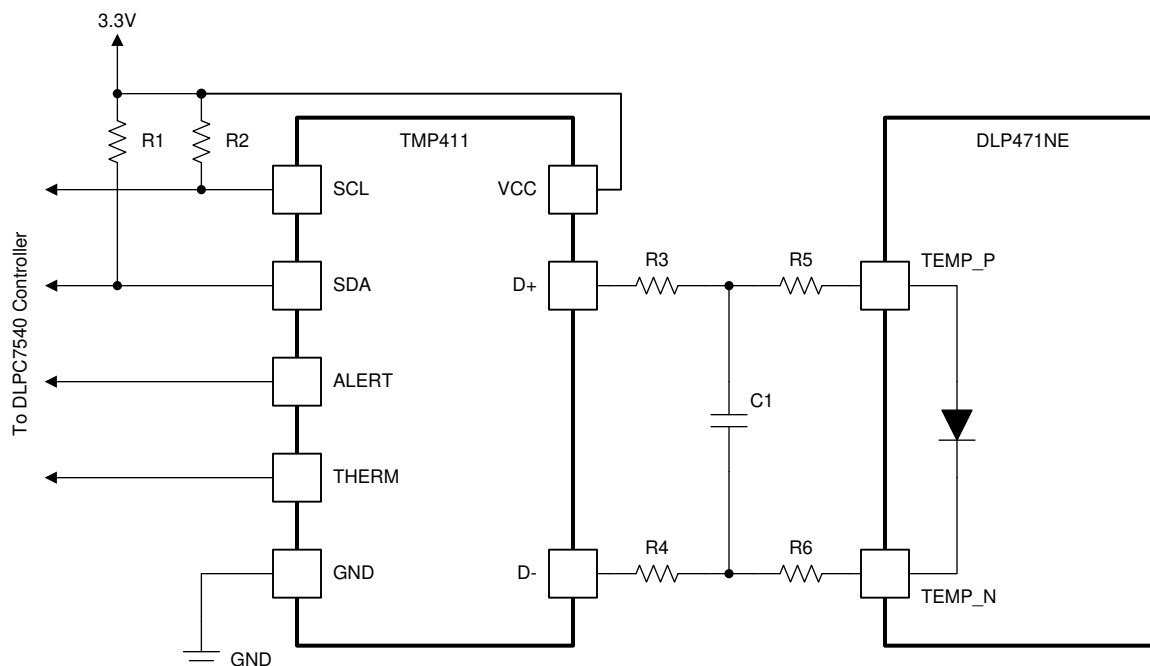 3.3V
R1
R2
TMP411
DLP471NE
SCL
VCC
R3
R5
TEMP_P
SDA
D+
To DLPC7540 Controller
ALERT
C1
THERM
R4
R6
GND
D-
TEMP_N
GND